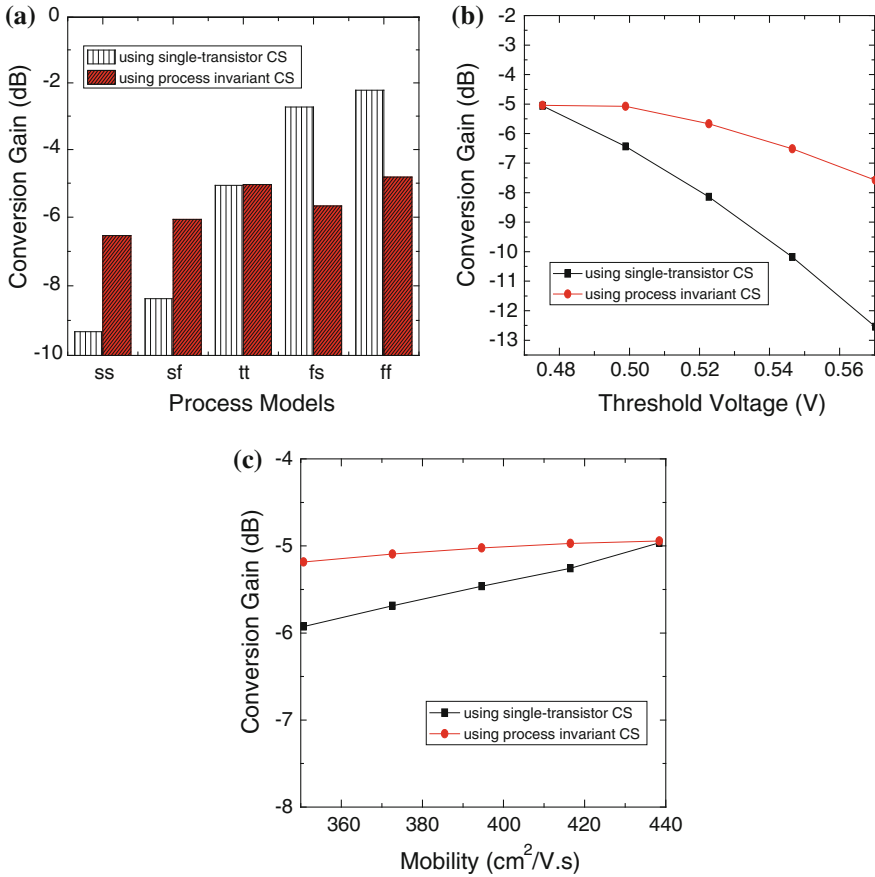 (a)
0
-2
-4
-6
-8
-10
Conversion Gain (dB)
using single-transistor CS
using process invariant CS
ss sf tt fs ff
Process Models
(b)
-2
-3
-4
-5
-6
-7
-8
-9
-10
-11
-12
-13
Conversion Gain (dB)
using single-transistor CS
using process invariant CS
0.48 0.50 0.52 0.54 0.56
Threshold Voltage (V)
(c)
-4
-5
-6
-7
-8
Conversion Gain (dB)
using single-transistor CS
using process invariant CS
360 380 400 420 440
Mobility (cm²/V.s)